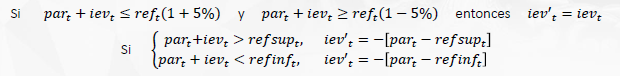 Si par_t + iev_t ≤ ref_t(1 + 5%) y par_t + iev_t ≥ ref_t(1 − 5%) entonces iev'_t = iev_t
Si { par_t+iev_t > refsup_t, iev'_t = −[par_t − refsup_t]
par_t + iev_t < refinf_t, iev'_t = −[par_t − refinf_t]